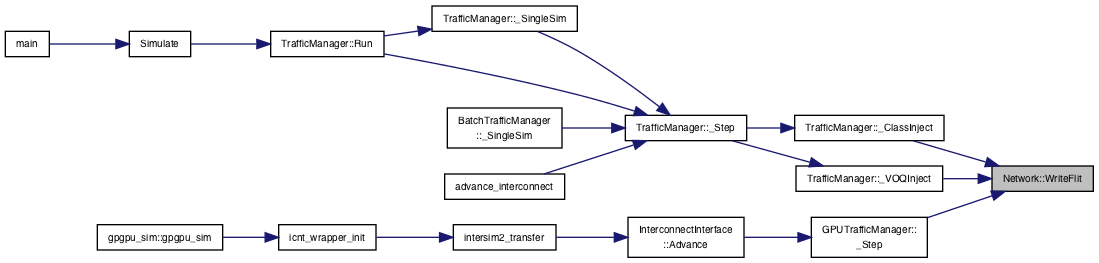 main
Simulate
TrafficManager::Run
TrafficManager::_SingleSim
BatchTrafficManager
::_SingleSim
TrafficManager::_Step
advance_interconnect
TrafficManager::_ClassInject
TrafficManager::_VOQInject
Network::WriteFlit
gpgpu_sim::gpgpu_sim
icnt_wrapper_init
intersim2_transfer
InterconnectInterface
::Advance
GPUTrafficManager::
_Step